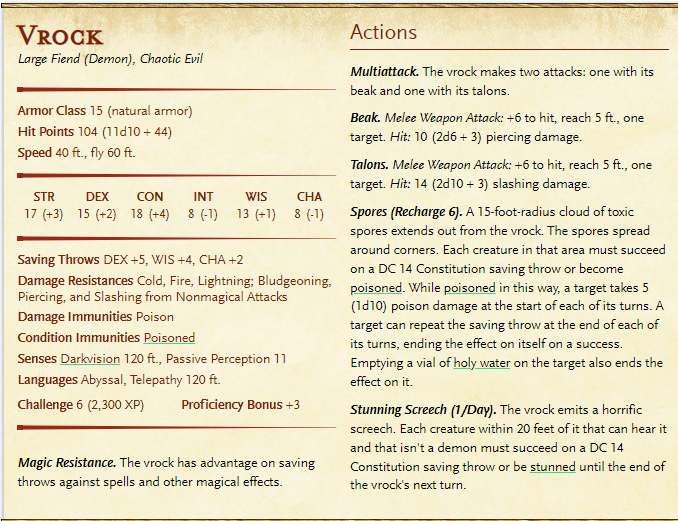 Vrock
Large Fiend (Demon), Chaotic Evil
Armor Class 15 (natural armor)
Hit Points 104 (11d10 + 44)
Speed 40 ft., fly 60 ft.
STR DEX CON INT WIS CHA
17 (+3) 15 (+2) 18 (+4) 8 (-1) 13 (+1) 8 (-1)
Saving Throws DEX +5, WIS +4, CHA +2
Damage Resistances Cold, Fire, Lightning; Bludgeoning,
Piercing, and Slashing from Nonmagical Attacks
Damage Immunities Poison
Condition Immunities Poisoned
Senses Darkvision 120 ft., Passive Perception 11
Languages Abyssal, Telepathy 120 ft.
Challenge 6 (2,300 XP) Proficiency Bonus +3
Magic Resistance. The vrock has advantage on saving
throws against spells and other magical effects.
Actions
Multiattack. The vrock makes two attacks: one with its
beak and one with its talons.
Beak. Melee Weapon Attack: +6 to hit, reach 5 ft., one
target. Hit: 10 (2d6 + 3) piercing damage.
Talons. Melee Weapon Attack: +6 to hit, reach 5 ft., one
target. Hit: 14 (2d10 + 3) slashing damage.
Spores (Recharge 6). A 15-foot-radius cloud of toxic
spores extends out from the vrock. The spores spread
around corners. Each creature in that area must succeed
on a DC 14 Constitution saving throw or become
poisoned. While poisoned in this way, a target takes 5
(1d10) poison damage at the start of each of its turns. A
target can repeat the saving throw at the end of each of
its turns, ending the effect on itself on a success.
Emptying a vial of holy water on the target also ends the
effect on it.
Stunning Screech (1/Day). The vrock emits a horrific
screech. Each creature within 20 feet of it that can hear it
and that isn't a demon must succeed on a DC 14
Constitution saving throw or be stunned until the end of
the vrock's next turn.